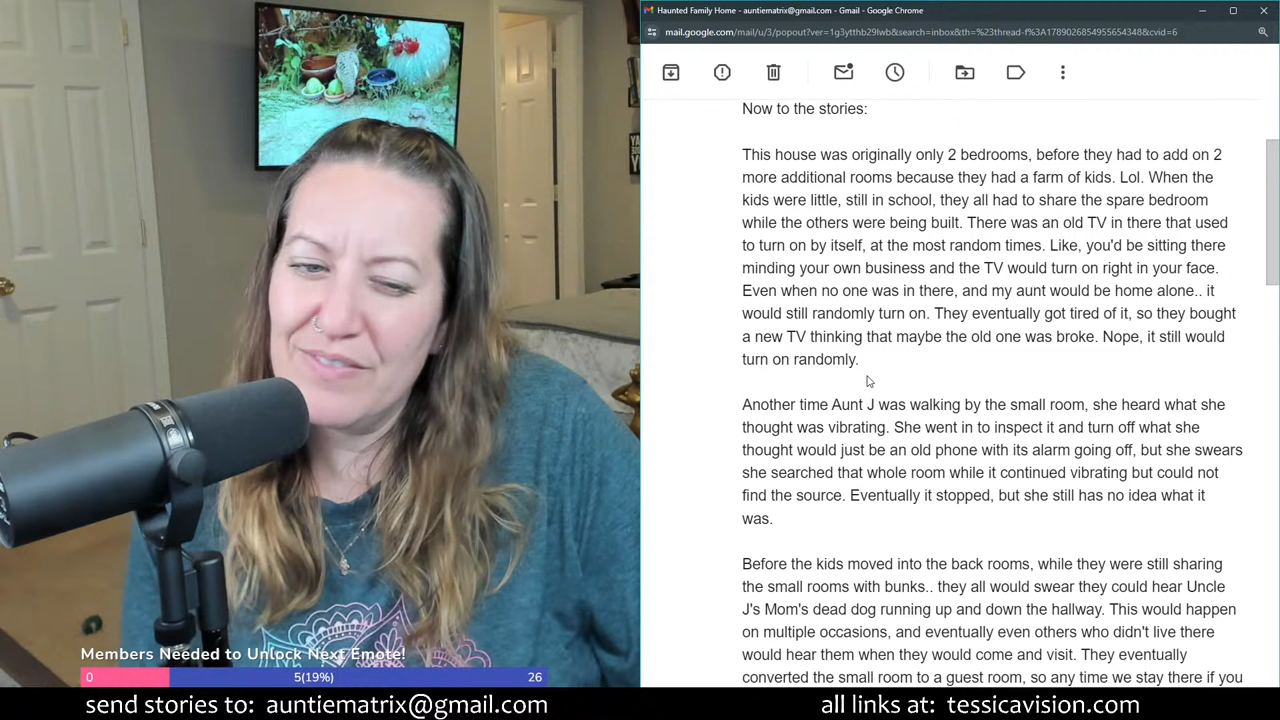 Haunted Family Home - auntiematrix@gmail.com - Gmail - Google Chrome
mail.google.com/mail/u/3/popout?ver=1g3ytthb29lwb&search=inbox&th=%23thread-f%3A1789026854955654348&cvid=6
Now to the stories:
This house was originally only 2 bedrooms, before they had to add on 2
more additional rooms because they had a farm of kids. Lol. When the
kids were little, still in school, they all had to share the spare bedroom
while the others were being built. There was an old TV in there that used
to turn on by itself, at the most random times. Like, you'd be sitting there
minding your own business and the TV would turn on right in your face.
Even when no one was in there, and my aunt would be home alone.. it
would still randomly turn on. They eventually got tired of it, so they bought
a new TV thinking that maybe the old one was broke. Nope, it still would
turn on randomly.
Another time Aunt J was walking by the small room, she heard what she
thought was vibrating. She went in to inspect it and turn off what she
thought would just be an old phone with its alarm going off, but she swears
she searched that whole room while it continued vibrating but could not
find the source. Eventually it stopped, but she still has no idea what it
was.
Before the kids moved into the back rooms, while they were still sharing
the small rooms with bunks.. they all would swear they could hear Uncle
J's Mom's dead dog running up and down the hallway. This would happen
on multiple occasions, and eventually even others who didn't live there
would hear them when they would come and visit. They eventually
converted the small room to a guest room, so any time we stay there if you
Members Needed to Unlock Next Emote!
0 5(19%) 26
send stories to: auntiematrix@gmail.com
all links at: tessicavision.com